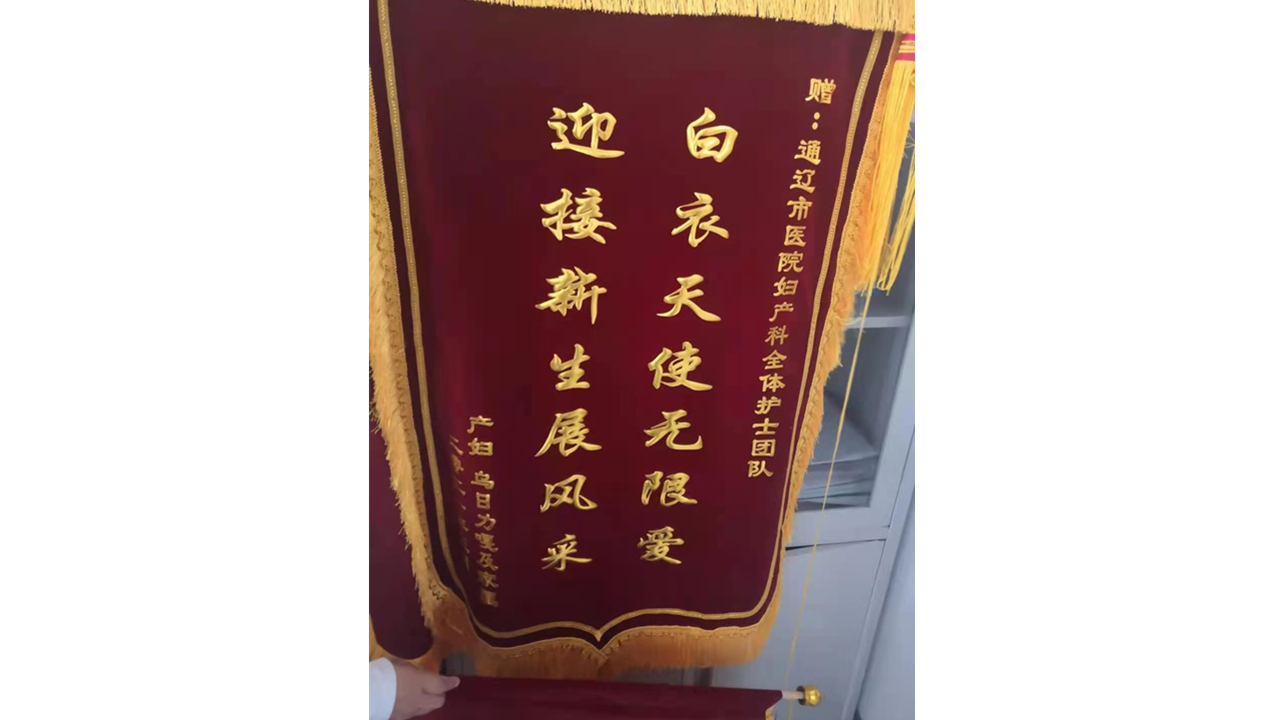 赠：通辽市医院妇产科全体护士团队
白衣天使无限爱
迎接新生展风采
产妇 乌日力嘎及家属